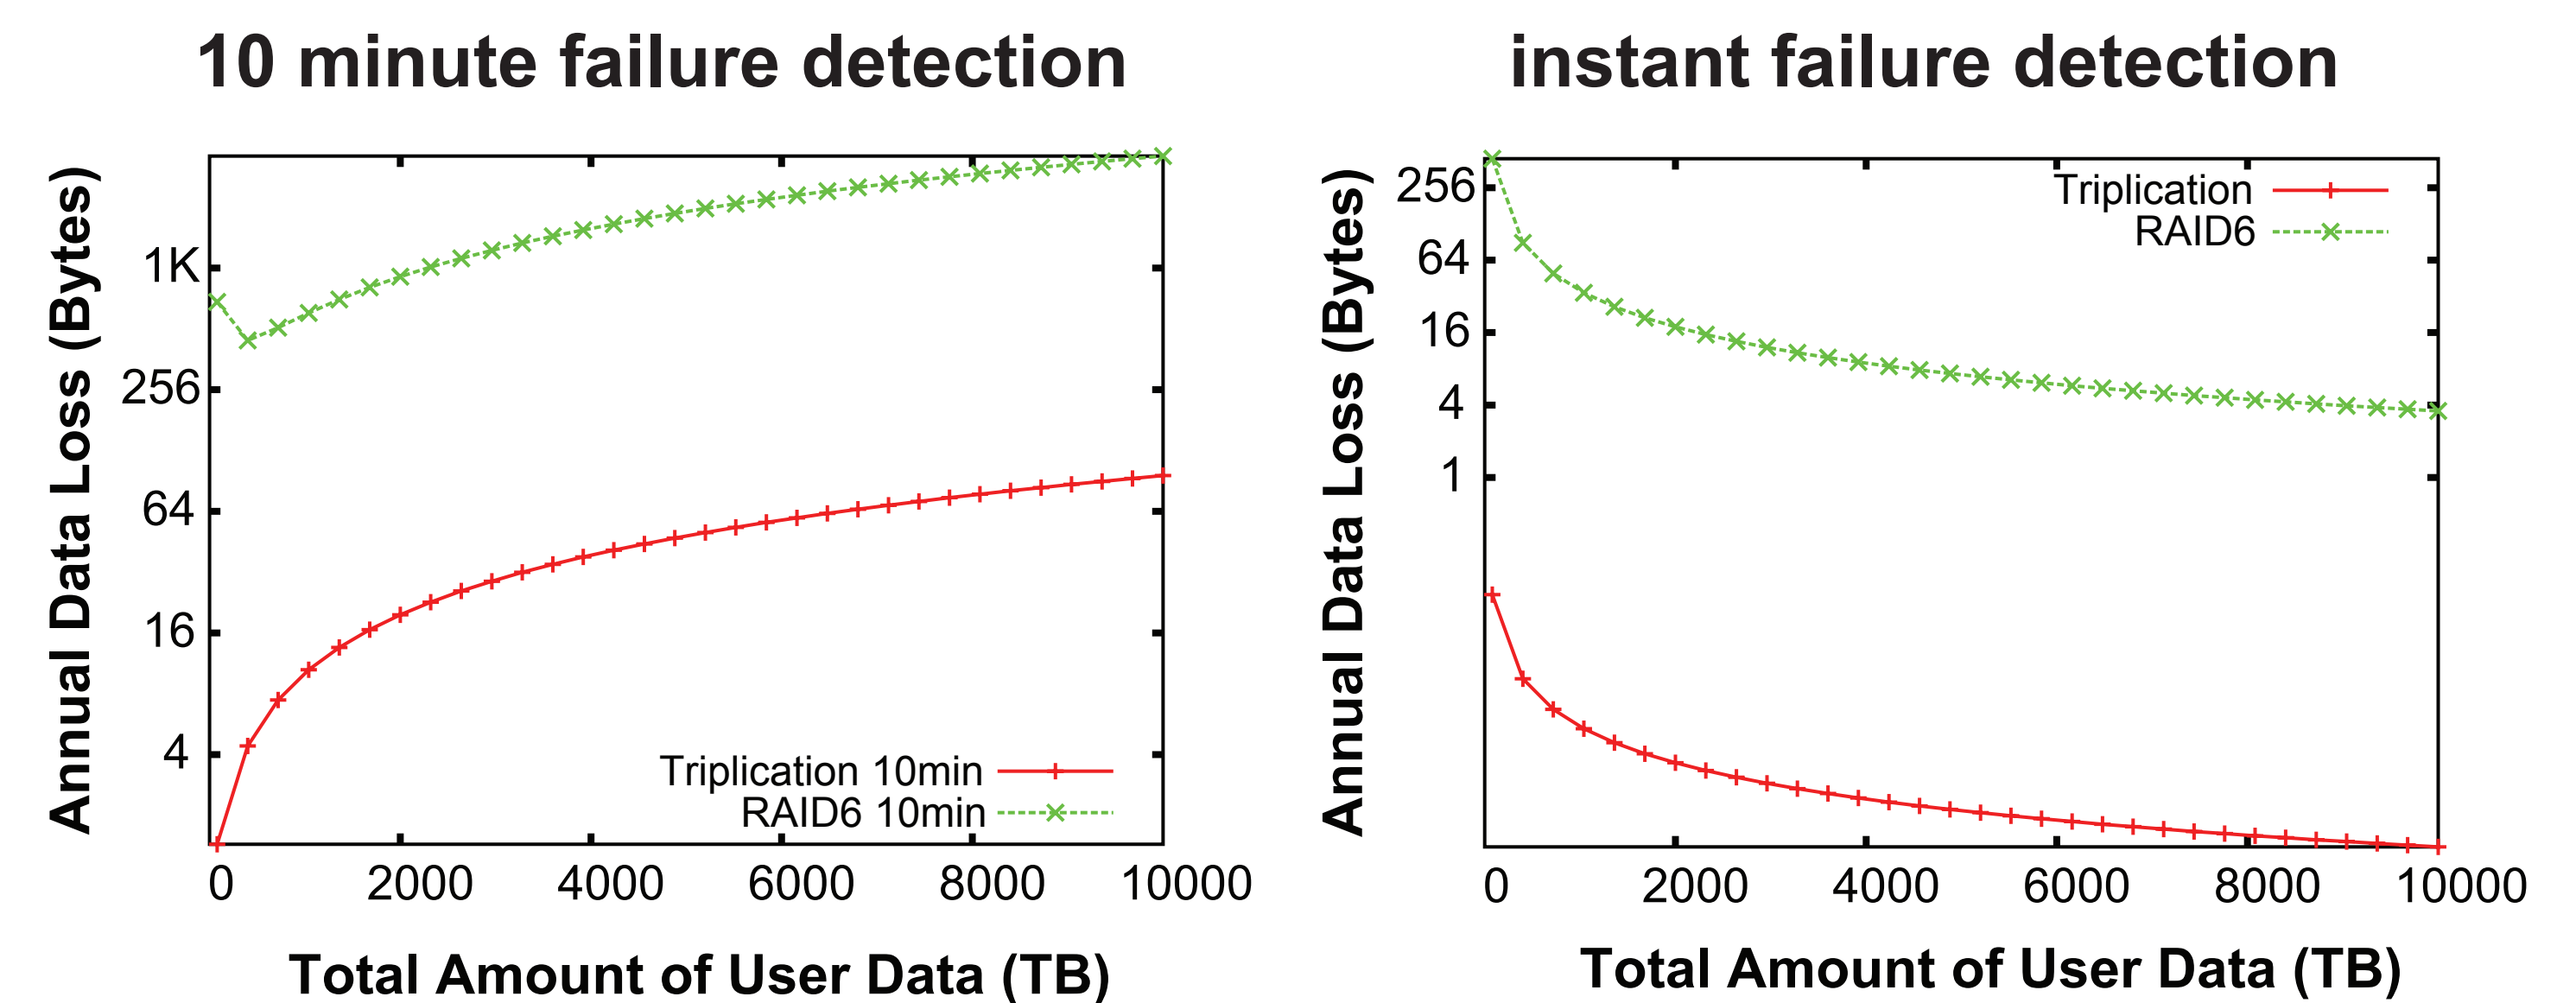 10 minute failure detection
Annual Data Loss (Bytes)
1K
256
64
16
4
Triplication 10min
RAID6 10min
0 2000 4000 6000 8000 10000
Total Amount of User Data (TB)
instant failure detection
Annual Data Loss (Bytes)
256
64
16
4
1
Triplication
RAID6
0 2000 4000 6000 8000 10000
Total Amount of User Data (TB)